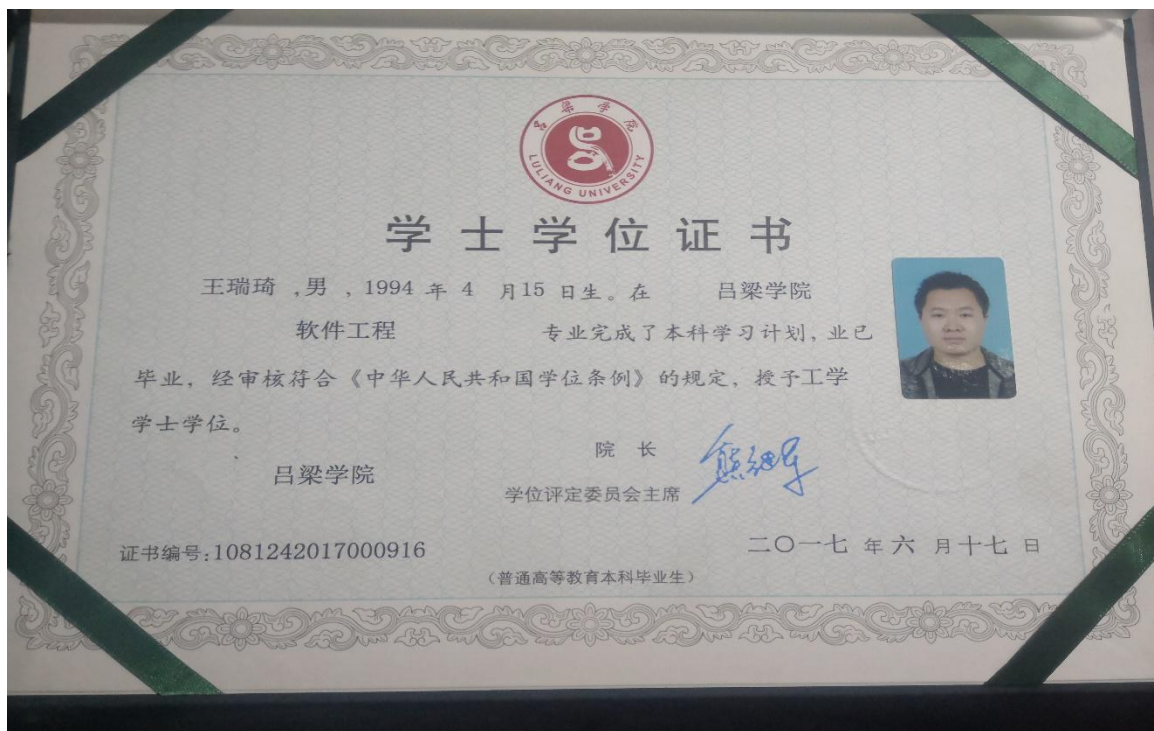 吕梁学院
LULIANG UNIVERSITY
学士学位证书
王瑞琦 ,男 , 1994 年 4 月15 日生。在 吕梁学院
软件工程 专业完成了本科学习计划, 业已
毕业, 经审核符合《中华人民共和国学位条例》的规定, 授予工学
学士学位。
院 长
吕梁学院
学位评定委员会主席
证书编号:1081242017000916
二〇一七 年 六 月十七 日
(普通高等教育本科毕业生)